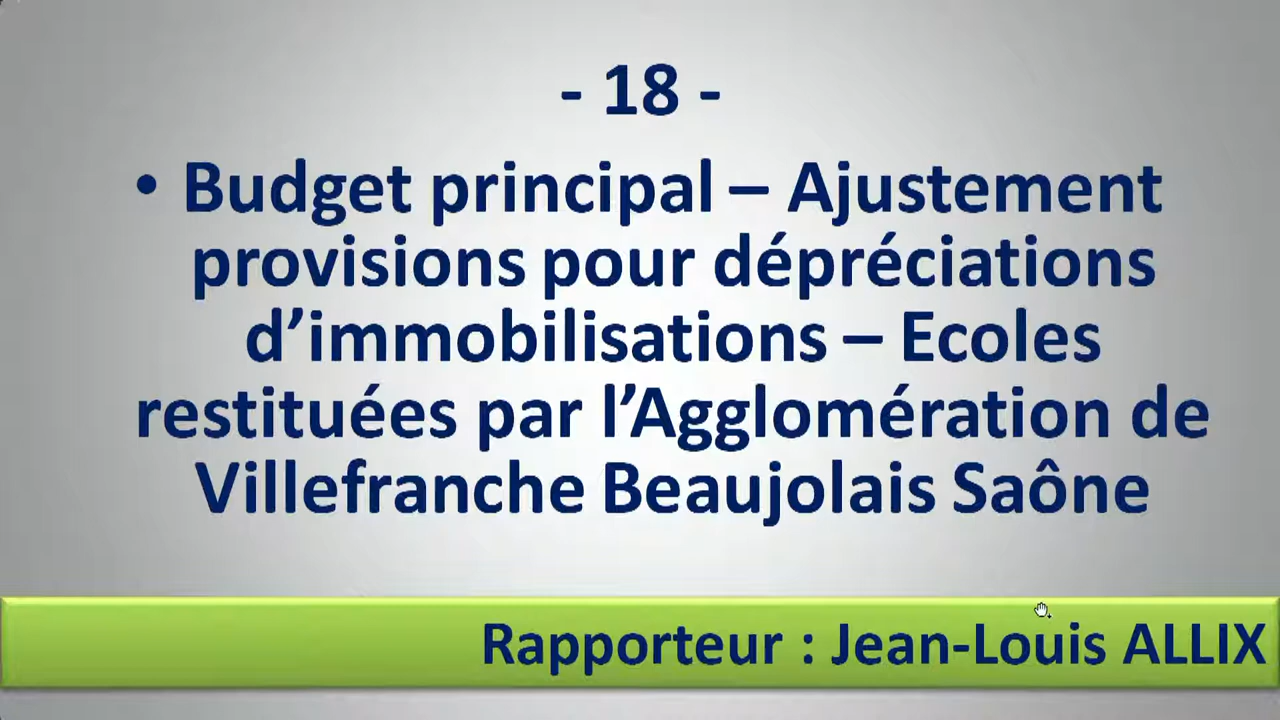 - 18 -
• Budget principal – Ajustement
provisions pour dépréciations
d’immobilisations – Ecoles
restituées par l’Agglomération de
Villefranche Beaujolais Saône
Rapporteur : Jean-Louis ALLIX